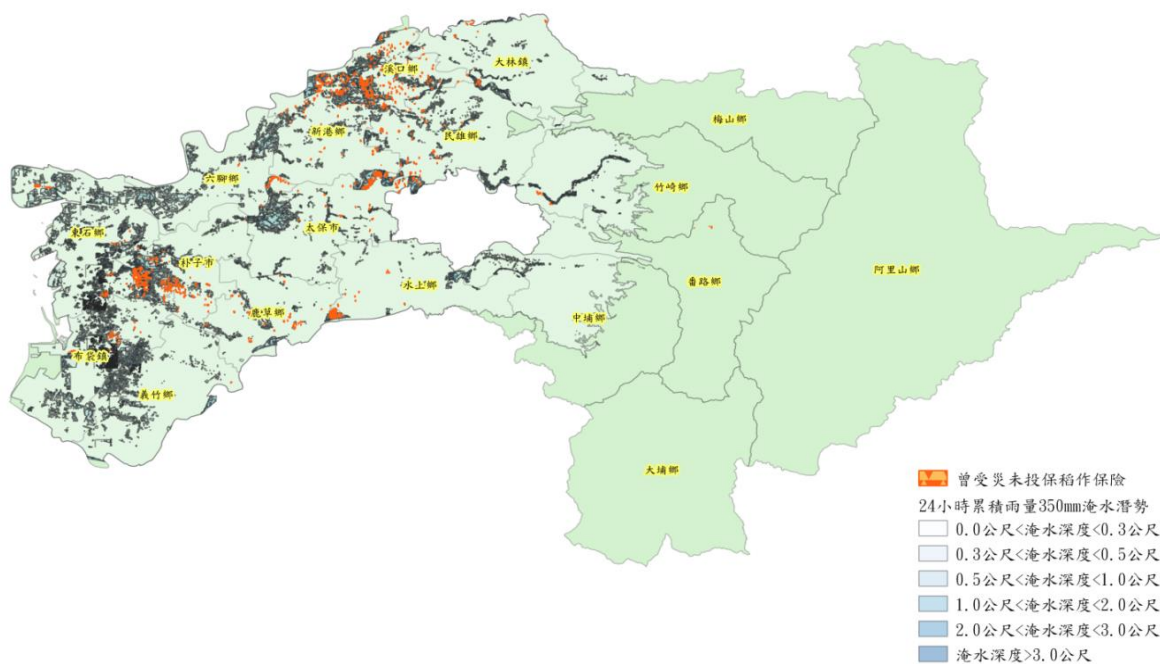 溪口鄉
大林鎮
梅山鄉
新港鄉
民雄鄉
六腳鄉
竹崎鄉
東石鄉
太保市
朴子市
阿里山鄉
水上鄉
番路鄉
鹿草鄉
中埔鄉
布袋鎮
義竹鄉
大埔鄉
曾受災未投保稻作保險
24小時累積雨量350mm淹水潛勢
0.0公尺<淹水深度<0.3公尺
0.3公尺<淹水深度<0.5公尺
0.5公尺<淹水深度<1.0公尺
1.0公尺<淹水深度<2.0公尺
2.0公尺<淹水深度<3.0公尺
淹水深度>3.0公尺